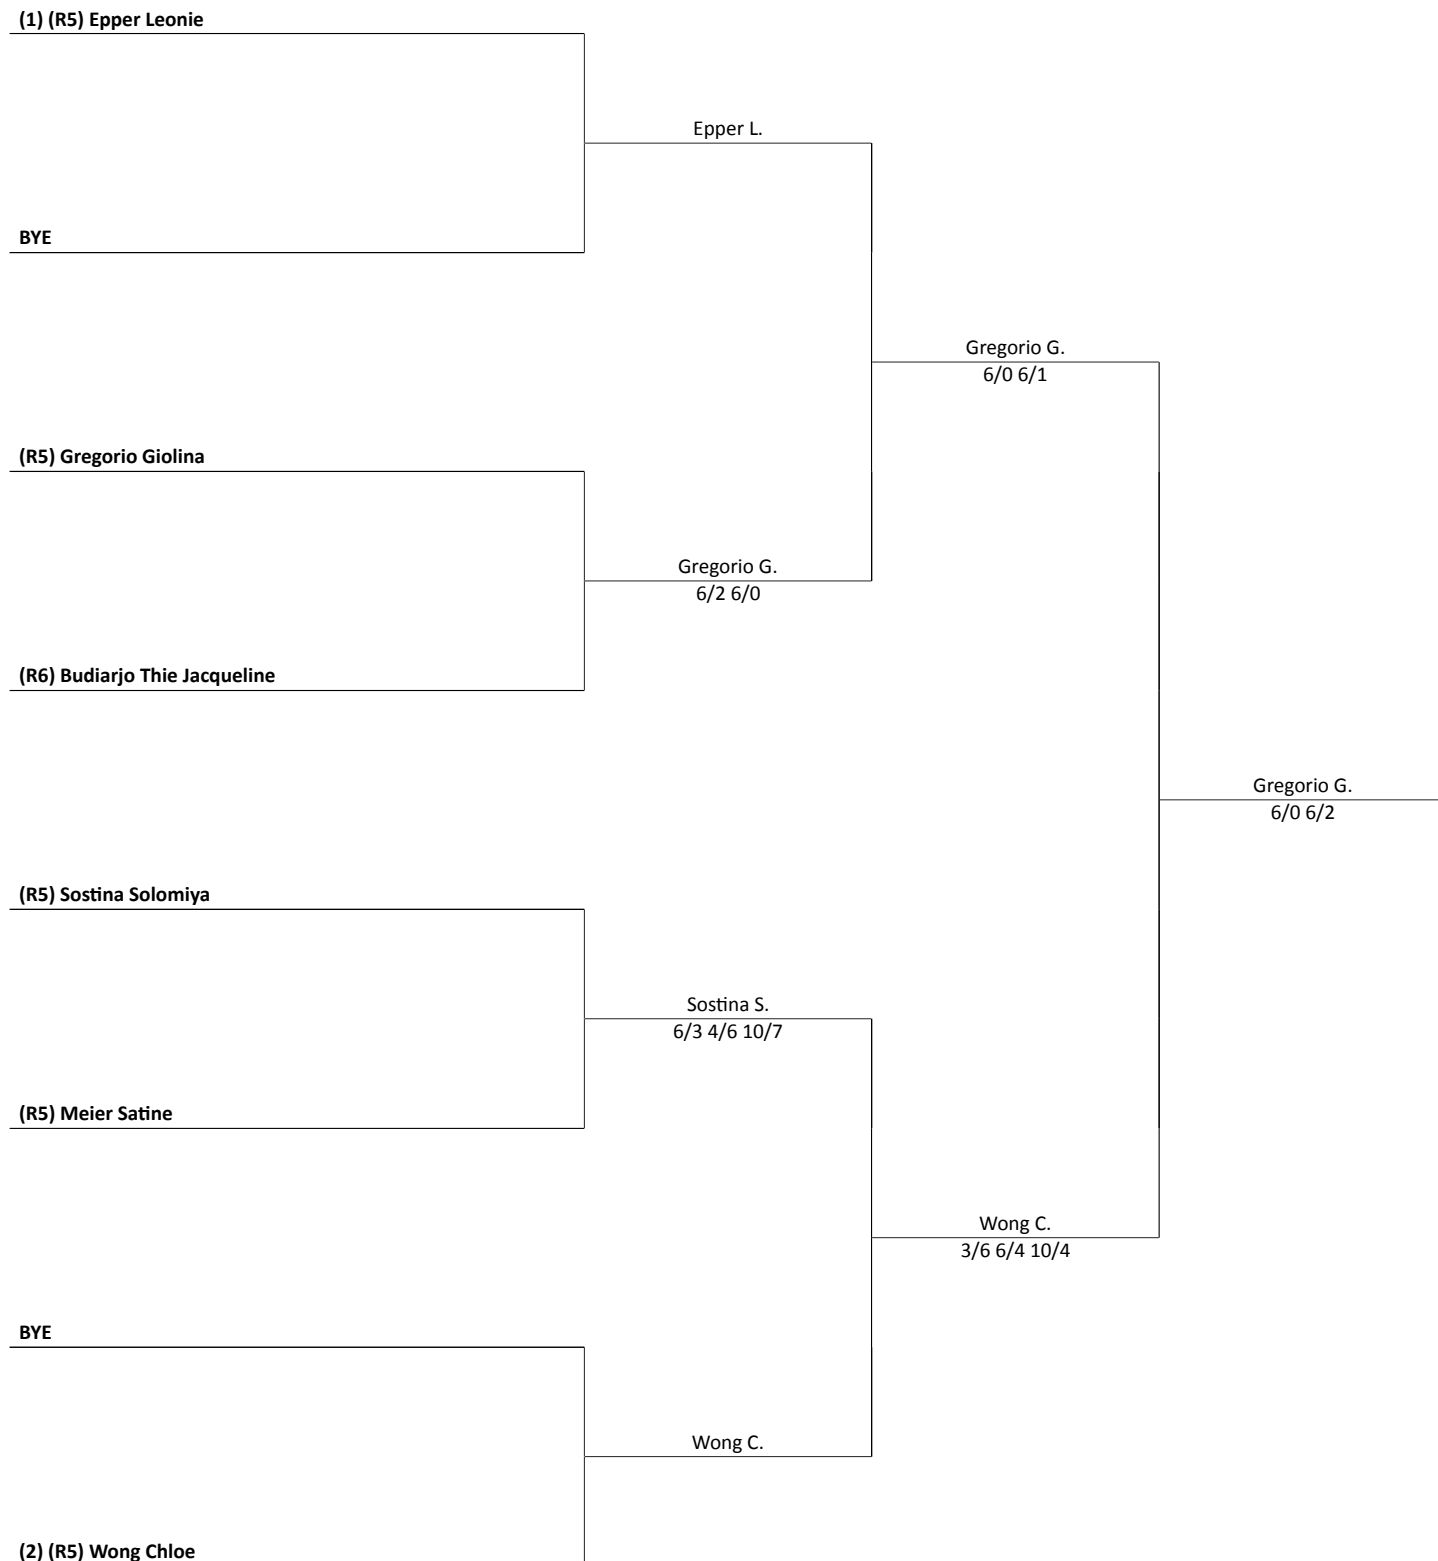 (1) (R5) Epper Leonie
Epper L.
BYE
Gregorio G.
6/0 6/1
(R5) Gregorio Giolina
Gregorio G.
6/2 6/0
(R6) Budiarjo Thie Jacqueline
Gregorio G.
6/0 6/2
(R5) Sostina Solomiya
Sostina S.
6/3 4/6 10/7
(R5) Meier Satine
Wong C.
3/6 6/4 10/4
BYE
Wong C.
(2) (R5) Wong Chloe